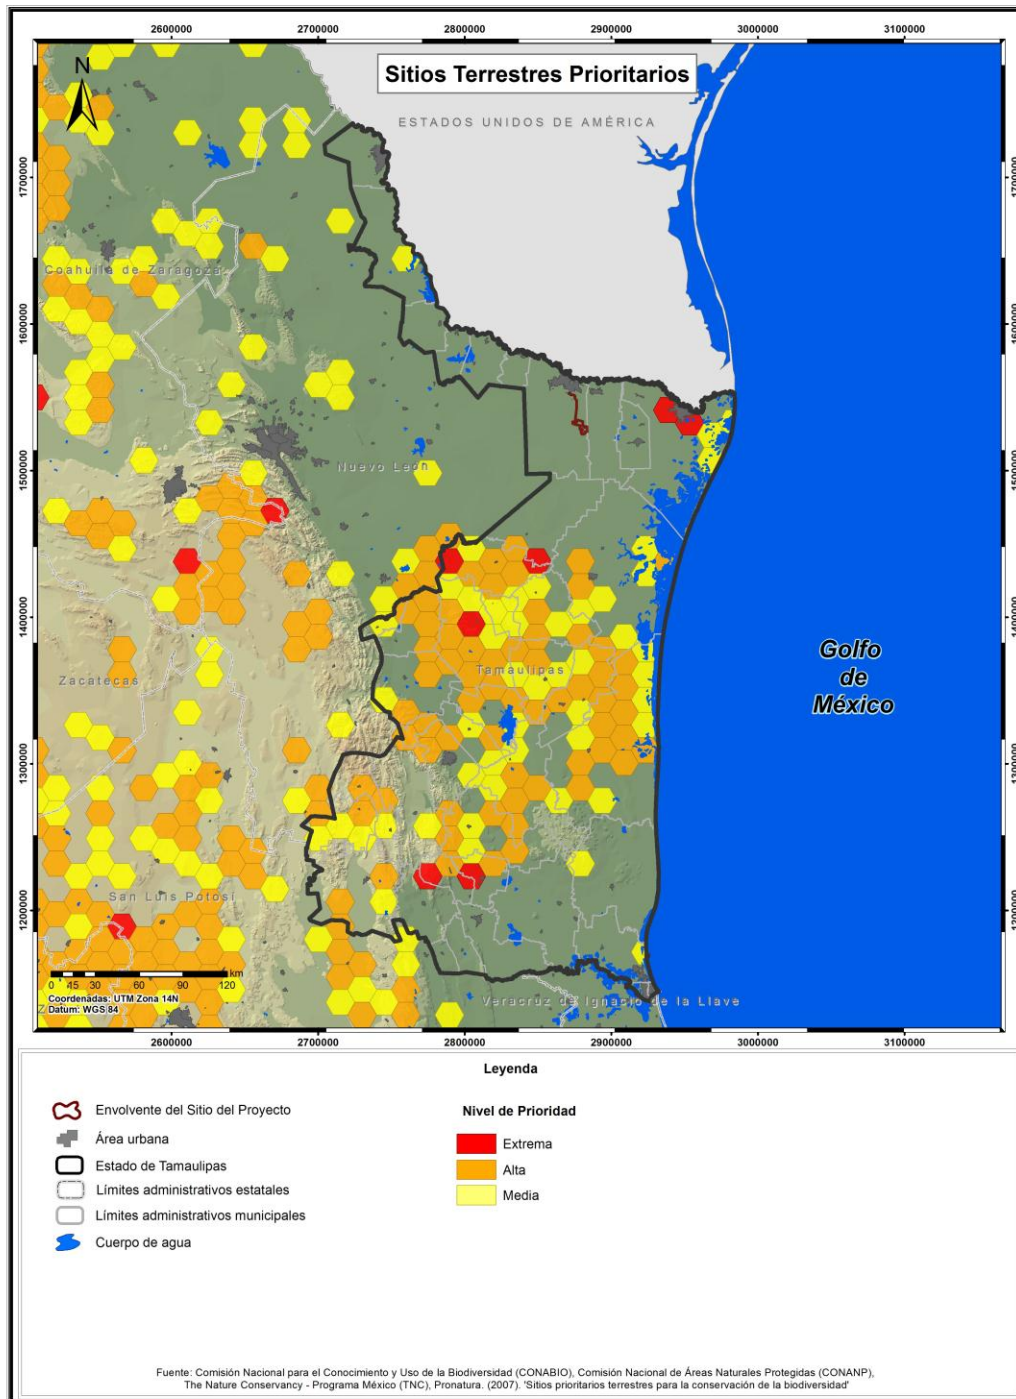 2600000 2700000 2800000 2900000 3000000 3100000
N
Sitios Terrestres Prioritarios
ESTADOS UNIDOS DE AMÉRICA
1700000 1700000
Coahuila de Zaragoza
1600000 1600000
Nuevo León
1500000 1500000
1400000 1400000
Golfo
de
México
Tamaulipas
Zacatecas
1300000 1300000
San Luis Potosí
1200000 1200000
km
0 15 30 60 90 120
Coordenadas: UTM Zona 14N
Datum: WGS 84
Veracruz de Ignacio de la Llave
2600000 2700000 2800000 2900000 3000000 3100000
Leyenda
Envolvente del Sitio del Proyecto
Área urbana
Estado de Tamaulipas
Límites administrativos estatales
Límites administrativos municipales
Cuerpo de agua
Nivel de Prioridad
Extrema
Alta
Media
Fuente: Comisión Nacional para el Conocimiento y Uso de la Biodiversidad (CONABIO), Comisión Nacional de Áreas Naturales Protegidas (CONANP),
The Nature Conservancy - Programa México (TNC), Pronatura. (2007). 'Sitios prioritarios terrestres para la conservación de la biodiversidad'